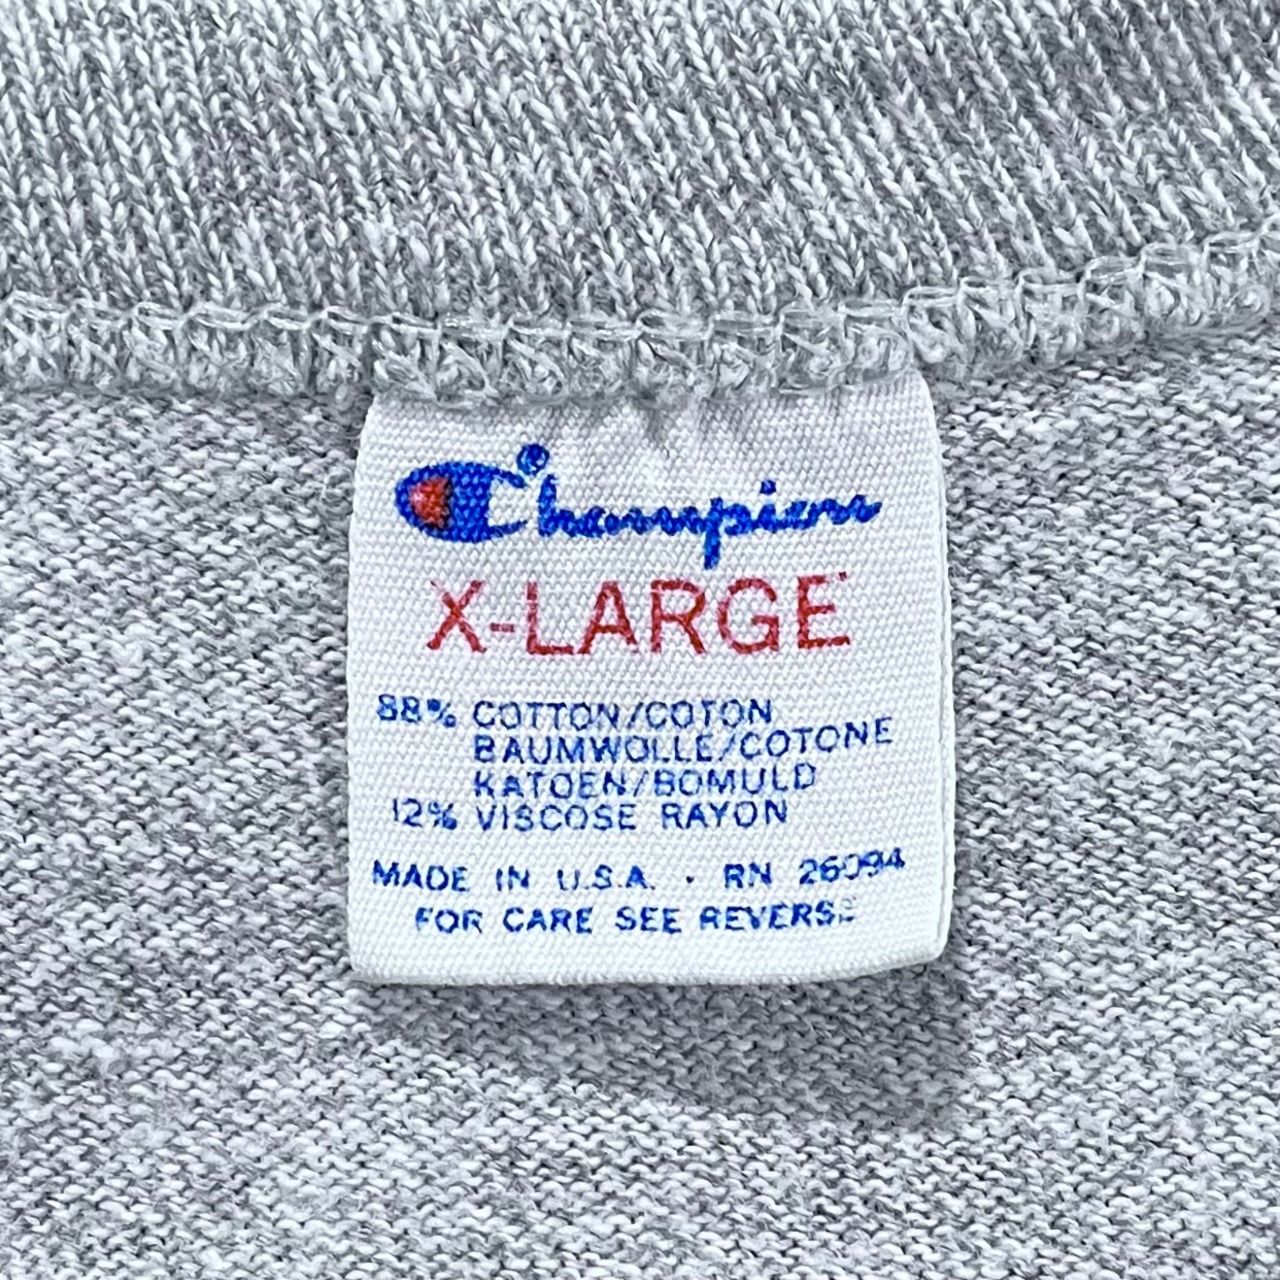 Champion®
X-LARGE
88% COTTON/COTON
BAUMWOLLE/COTONE
KATOEN/BOMULD
12% VISCOSE RAYON
MADE IN U.S.A. · RN 26094
FOR CARE SEE REVERSE